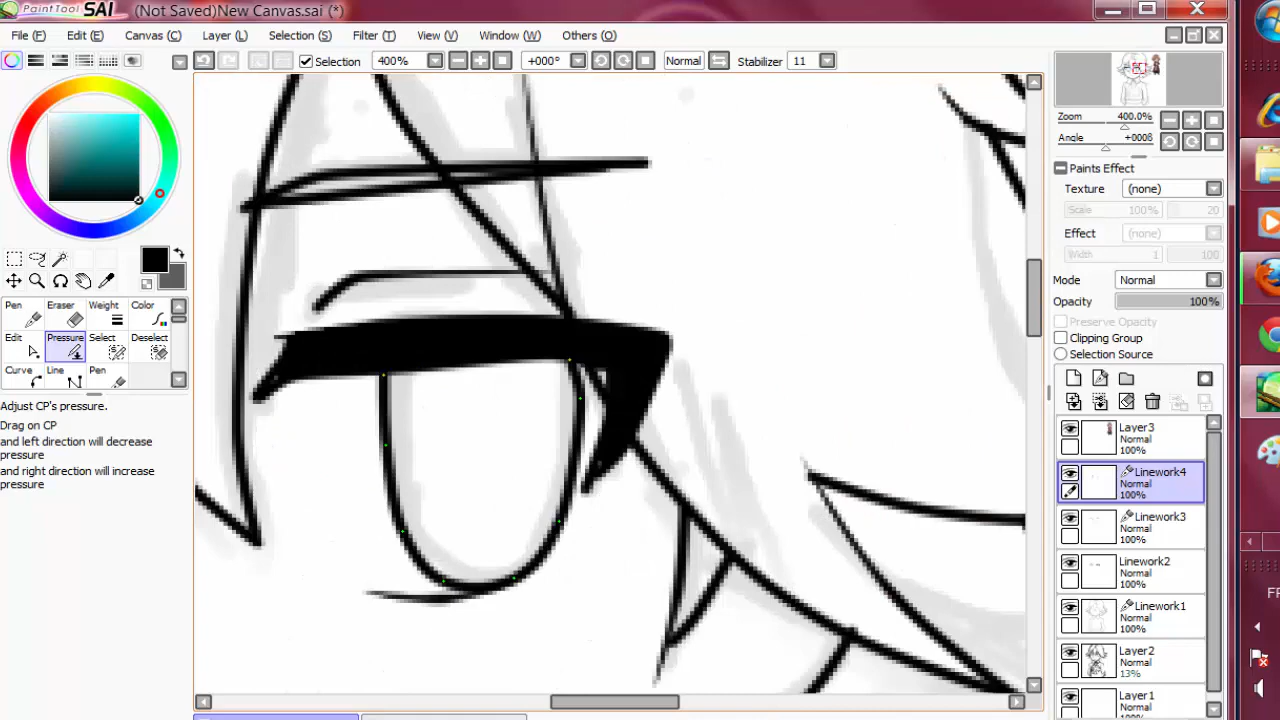 PaintTool SAI (Not Saved)New Canvas.sai (*)
File (F) Edit (E) Canvas (C) Layer (L) Selection (S) Filter (T) View (V) Window (W) Others (O)
Selection 400% +000° Normal Stabilizer 11
Zoom 400.0%
Angle
Paints Effect
Texture (none)
Scale 100% 20
Effect (none)
Width 1 100
Mode Normal
Opacity 100%
Preserve Opacity
Clipping Group
Selection Source
Pen Eraser Weight Color
Edit Pressure Select Deselect
Curve Line Pen
Adjust CP's pressure.
Drag on CP
and left direction will decrease
pressure
and right direction will increase
pressure
Layer3
Normal
100%
Linework4
Normal
100%
Linework3
Normal
100%
Linework2
Normal
100%
Linework1
Normal
100%
Layer2
Normal
13%
Layer1
Normal